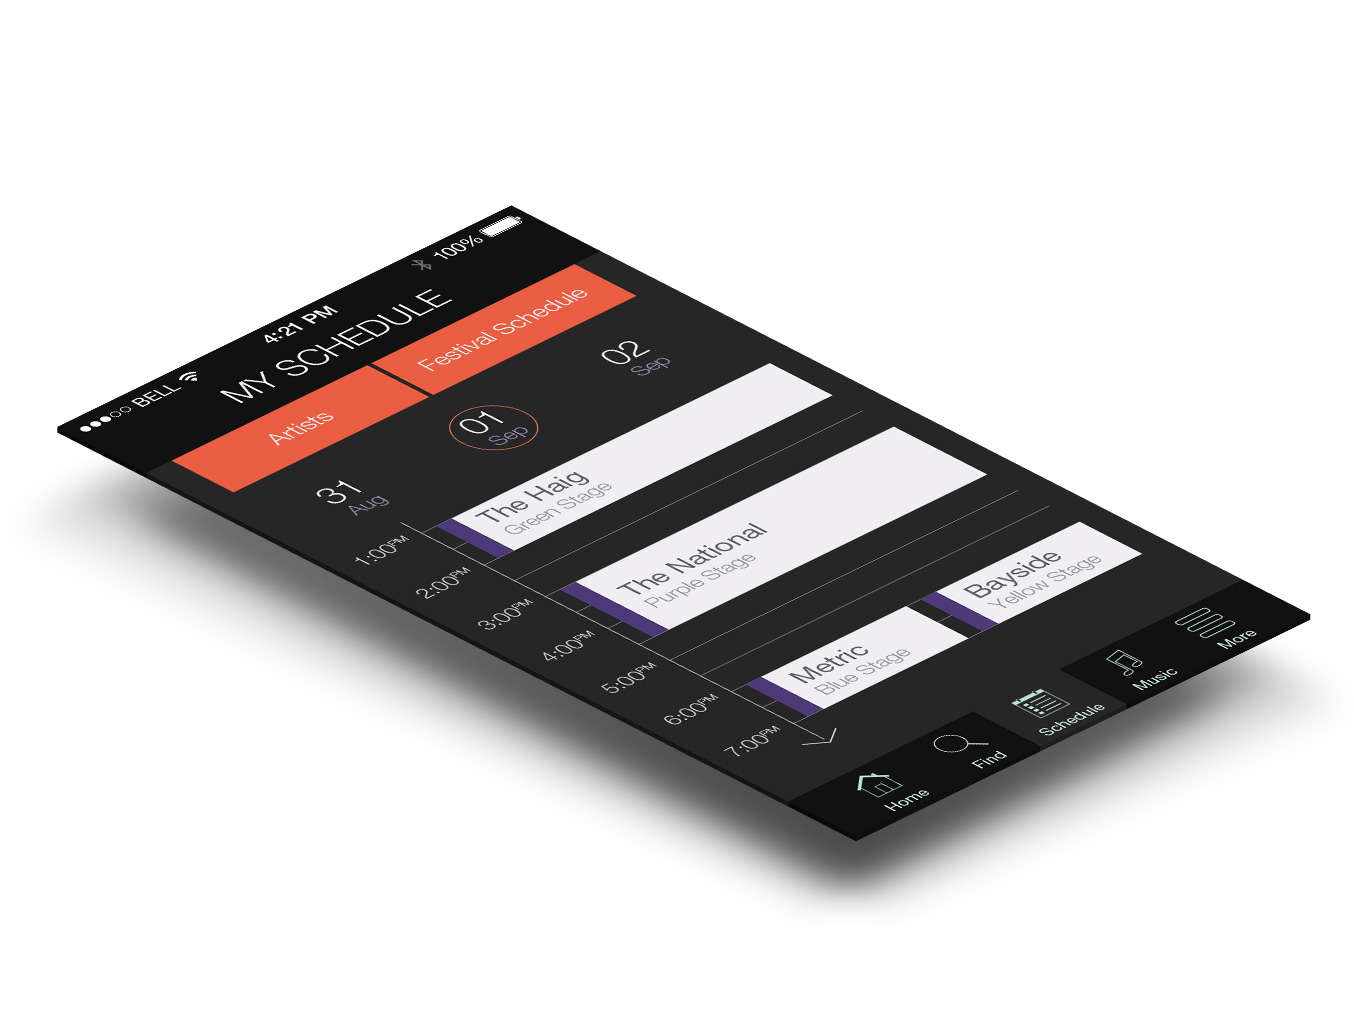 BELL 4:21 PM 100%
MY SCHEDULE
Artists Festival Schedule
31 Aug
01 Sep
02 Sep
1:00PM
The Haig
Green Stage
2:00PM
3:00PM
The National
Purple Stage
4:00PM
5:00PM
6:00PM
Metric
Blue Stage
Bayside
Yellow Stage
7:00PM
Home Find Schedule Music More